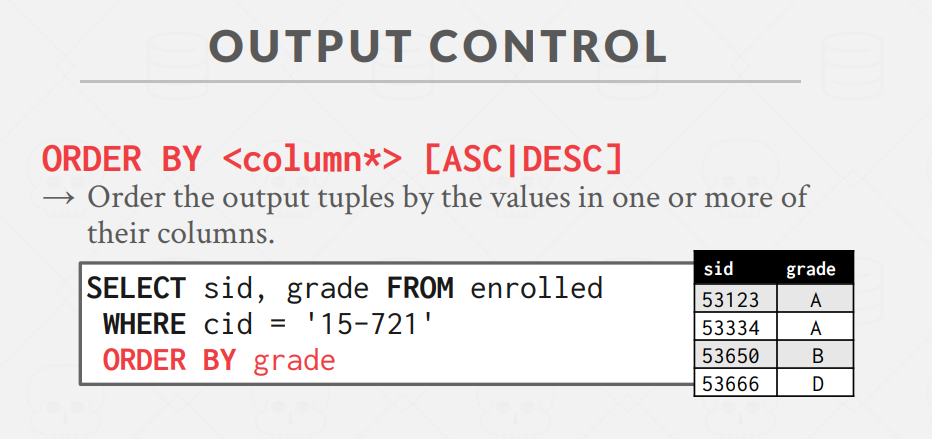 OUTPUT CONTROL
ORDER BY <column*> [ASC|DESC]
→ Order the output tuples by the values in one or more of
their columns.
SELECT sid, grade FROM enrolled
WHERE cid = '15-721'
ORDER BY grade
sid grade
53123 A
53334 A
53650 B
53666 D